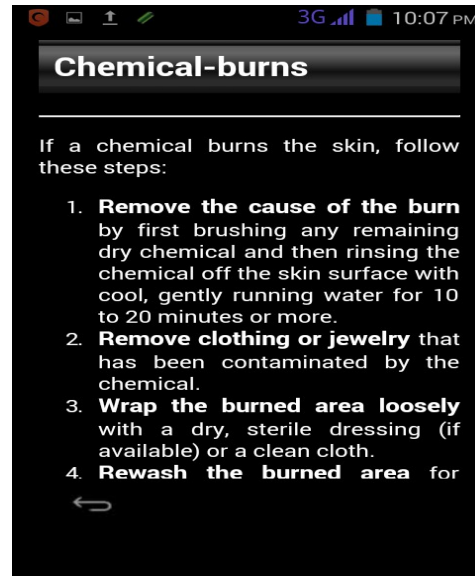 3G 10:07 PM
Chemical-burns
If a chemical burns the skin, follow
these steps:
1. Remove the cause of the burn
by first brushing any remaining
dry chemical and then rinsing the
chemical off the skin surface with
cool, gently running water for 10
to 20 minutes or more.
2. Remove clothing or jewelry that
has been contaminated by the
chemical.
3. Wrap the burned area loosely
with a dry, sterile dressing (if
available) or a clean cloth.
4. Rewash the burned area for